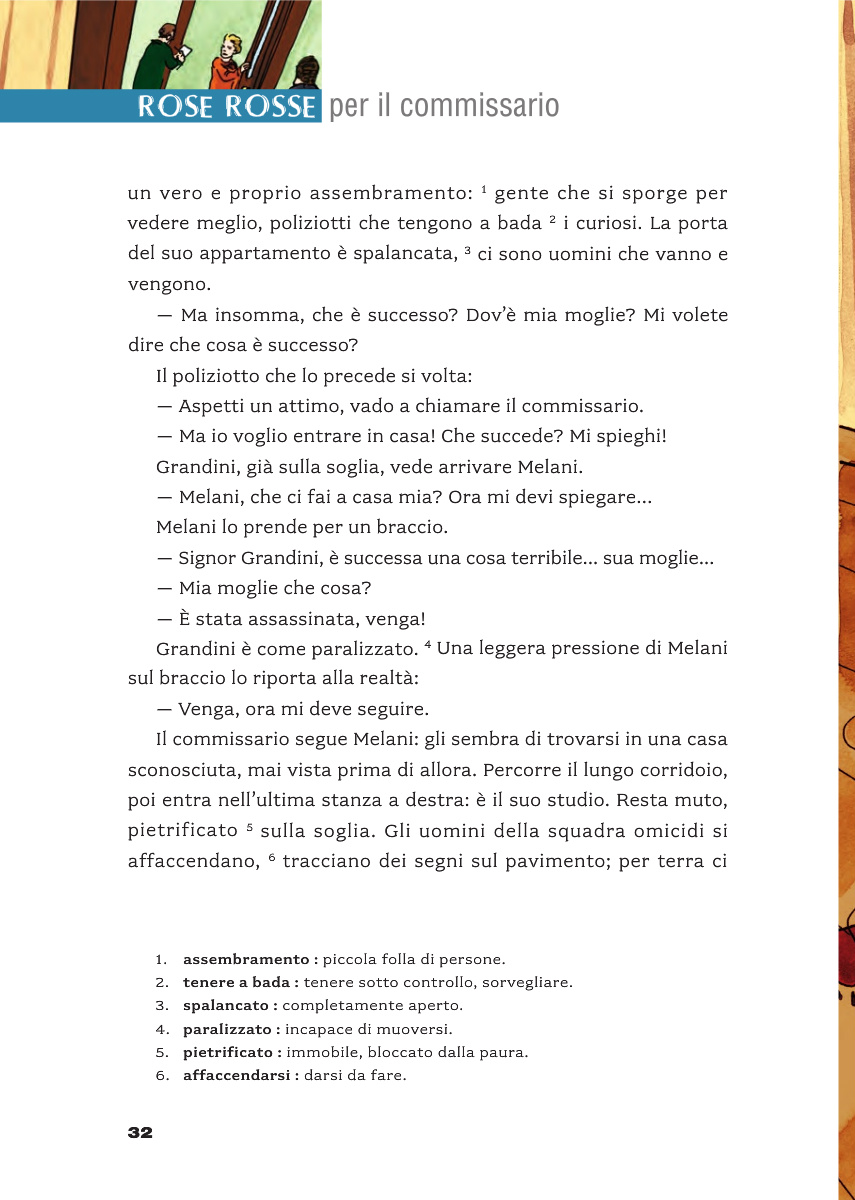 ROSE ROSSE per il commissario
un vero e proprio assembramento: ¹ gente che si sporge per
vedere meglio, poliziotti che tengono a bada ² i curiosi. La porta
del suo appartamento è spalancata, ³ ci sono uomini che vanno e
vengono.
— Ma insomma, che è successo? Dov’è mia moglie? Mi volete
dire che cosa è successo?
Il poliziotto che lo precede si volta:
— Aspetti un attimo, vado a chiamare il commissario.
— Ma io voglio entrare in casa! Che succede? Mi spieghi!
Grandini, già sulla soglia, vede arrivare Melani.
— Melani, che ci fai a casa mia? Ora mi devi spiegare...
Melani lo prende per un braccio.
— Signor Grandini, è successa una cosa terribile... sua moglie...
— Mia moglie che cosa?
— È stata assassinata, venga!
Grandini è come paralizzato. ⁴ Una leggera pressione di Melani
sul braccio lo riporta alla realtà:
— Venga, ora mi deve seguire.
Il commissario segue Melani: gli sembra di trovarsi in una casa
sconosciuta, mai vista prima di allora. Percorre il lungo corridoio,
poi entra nell’ultima stanza a destra: è il suo studio. Resta muto,
pietrificato ⁵ sulla soglia. Gli uomini della squadra omicidi si
affaccendano, ⁶ tracciano dei segni sul pavimento; per terra ci
1. assembramento : piccola folla di persone.
2. tenere a bada : tenere sotto controllo, sorvegliare.
3. spalancato : completamente aperto.
4. paralizzato : incapace di muoversi.
5. pietrificato : immobile, bloccato dalla paura.
6. affaccendarsi : darsi da fare.
32